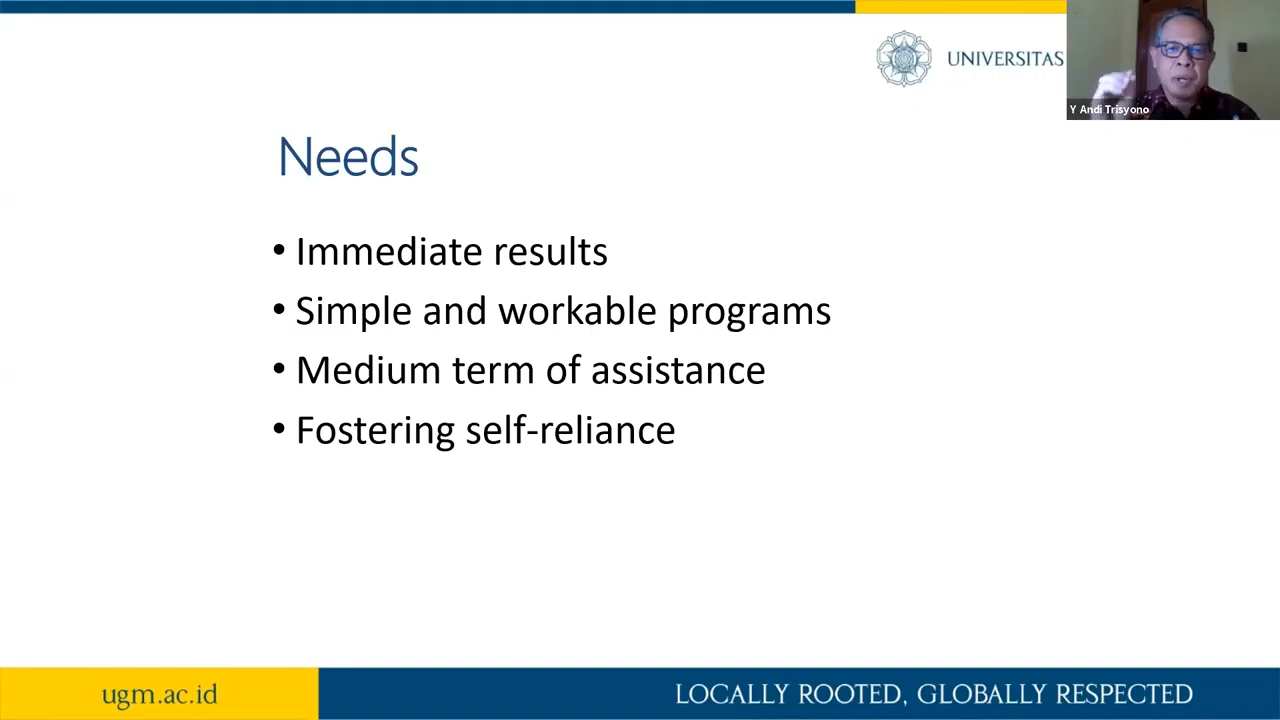 UNIVERSITAS
Y Andi Trisyono
Needs
• Immediate results
• Simple and workable programs
• Medium term of assistance
• Fostering self-reliance
ugm.ac.id
LOCALLY ROOTED, GLOBALLY RESPECTED